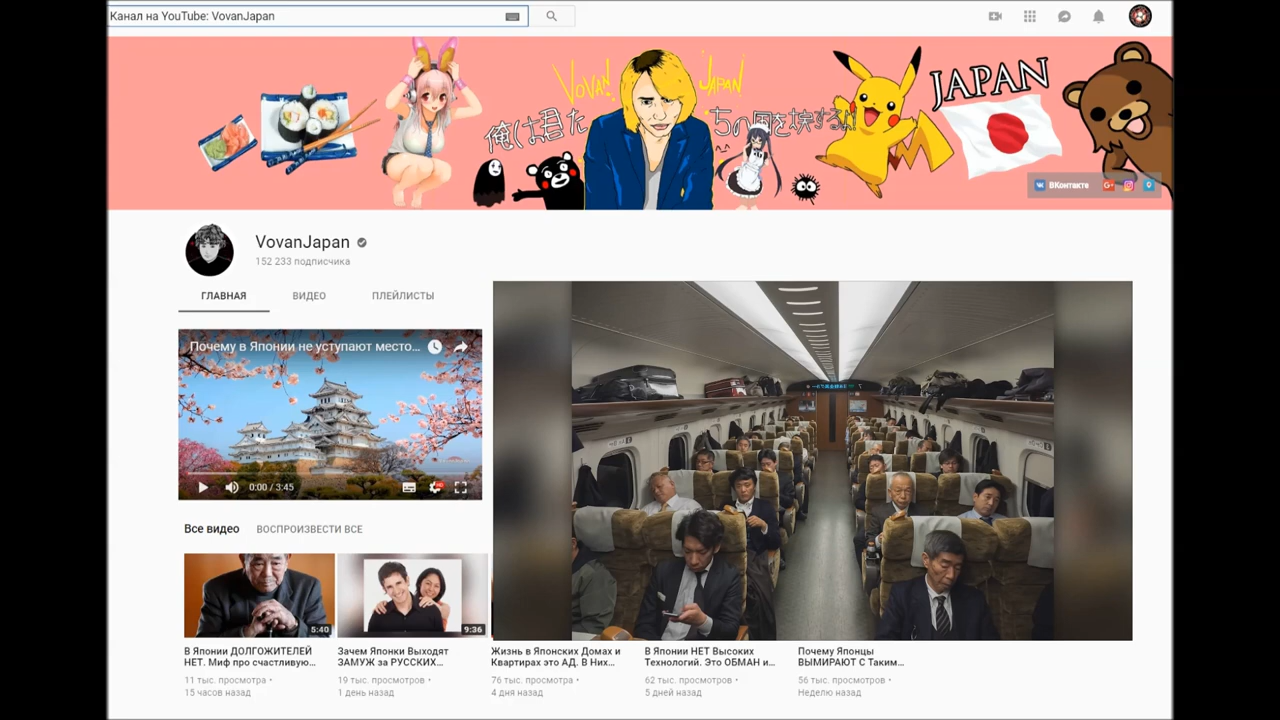 Канал на YouTube: VovanJapan
VOVAN JAPAN
JAPAN
俺は君た
ちの国を
ВКонтакте
G+
VovanJapan
152 233 подписчика
ГЛАВНАЯ
ВИДЕО
ПЛЕЙЛИСТЫ
Почему в Японии не уступают место...
0:00 / 3:45
HD
Все видео
ВОСПРОИЗВЕСТИ ВСЕ
5:40
9:36
В Японии ДОЛГОЖИТЕЛЕЙ
НЕТ. Миф про счастливую...
11 тыс. просмотра •
15 часов назад
Зачем Японки Выходят
ЗАМУЖ за РУССКИХ...
19 тыс. просмотров •
1 день назад
Жизнь в Японских Домах и
Квартирах это АД. В Них...
76 тыс. просмотра •
4 дня назад
В Японии НЕТ Высоких
Технологий. Это ОБМАН и...
62 тыс. просмотров •
5 дней назад
Почему Японцы
ВЫМИРАЮТ С Таким...
56 тыс. просмотров •
Неделю назад